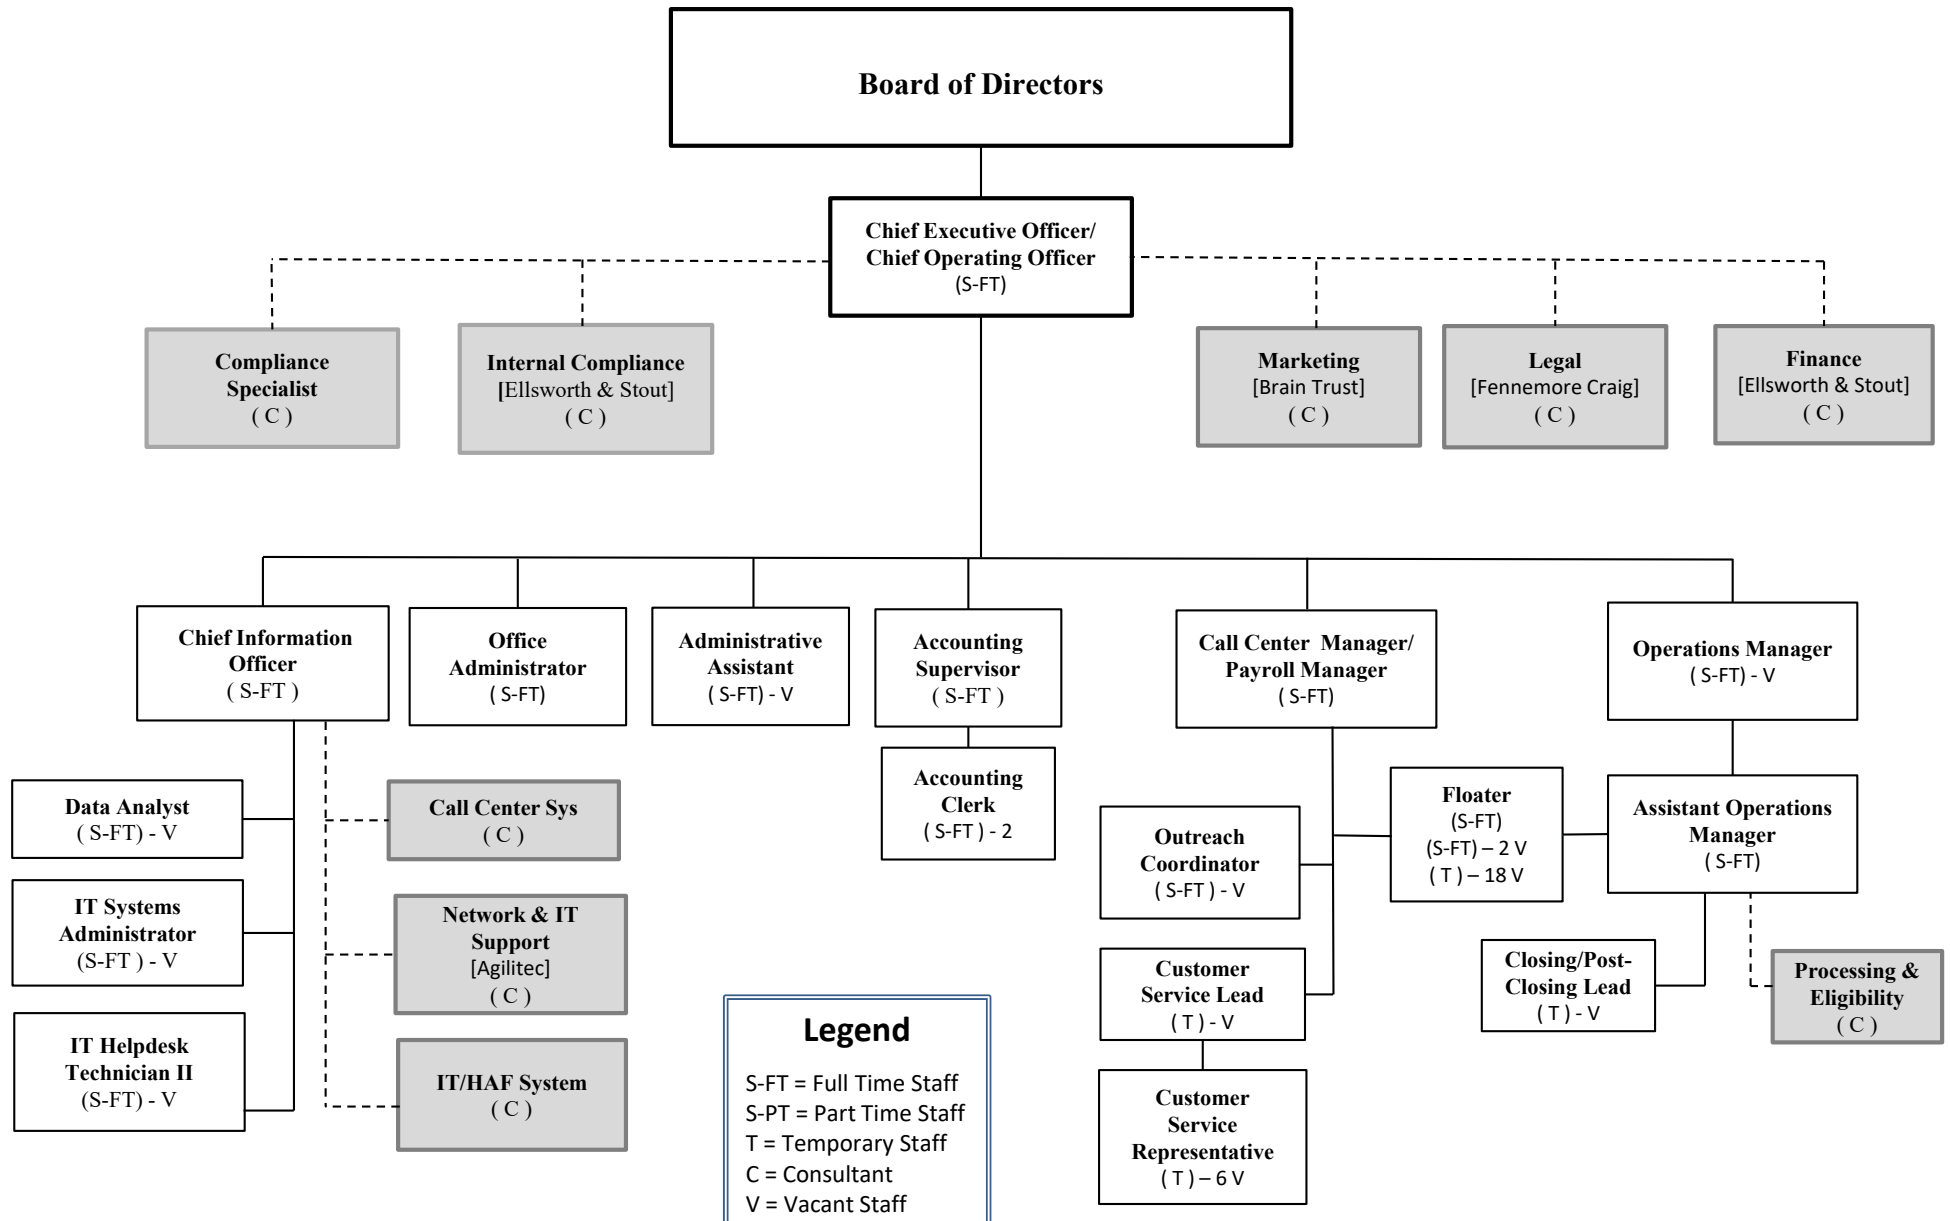 Board of Directors
Chief Executive Officer/
Chief Operating Officer
(S-FT)
Compliance
Specialist
( C )
Internal Compliance
[Ellsworth & Stout]
( C )
Marketing
[Brain Trust]
( C )
Legal
[Fennemore Craig]
( C )
Finance
[Ellsworth & Stout]
( C )
Chief Information
Officer
( S-FT )
Office
Administrator
( S-FT)
Administrative
Assistant
( S-FT) - V
Accounting
Supervisor
( S-FT )
Call Center Manager/
Payroll Manager
( S-FT)
Operations Manager
( S-FT) - V
Data Analyst
( S-FT) - V
IT Systems
Administrator
(S-FT ) - V
IT Helpdesk
Technician II
(S-FT) - V
Call Center Sys
( C )
Network & IT
Support
[Agilitec]
( C )
IT/HAF System
( C )
Accounting
Clerk
( S-FT ) - 2
Outreach
Coordinator
( S-FT ) - V
Customer
Service Lead
( T ) - V
Customer
Service
Representative
( T ) – 6 V
Floater
(S-FT)
(S-FT) – 2 V
( T ) – 18 V
Assistant Operations
Manager
( S-FT)
Closing/Post-
Closing Lead
( T ) - V
Processing &
Eligibility
( C )
Legend
S-FT = Full Time Staff
S-PT = Part Time Staff
T = Temporary Staff
C = Consultant
V = Vacant Staff